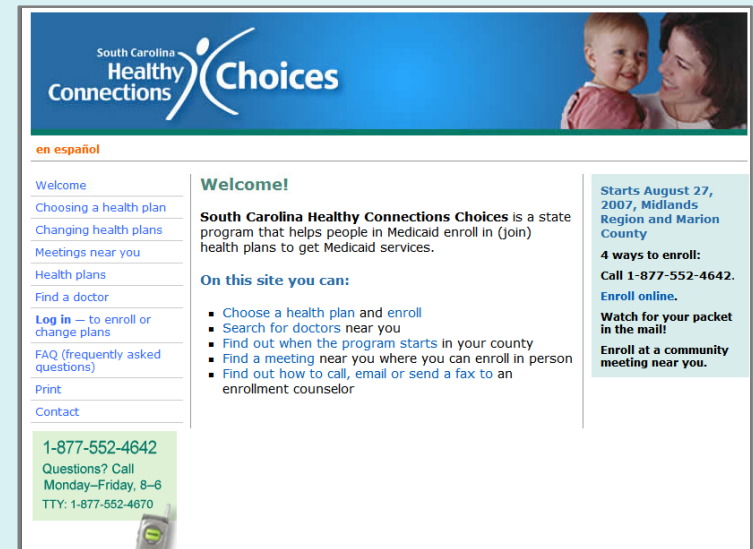 South Carolina
Healthy
Connections
Choices
en español
Welcome
Choosing a health plan
Changing health plans
Meetings near you
Health plans
Find a doctor
Log in — to enroll or
change plans
FAQ (frequently asked
questions)
Print
Contact
1-877-552-4642
Questions? Call
Monday–Friday, 8–6
TTY: 1-877-552-4670
Welcome!
South Carolina Healthy Connections Choices is a state
program that helps people in Medicaid enroll in (join)
health plans to get Medicaid services.
On this site you can:
Choose a health plan and enroll
Search for doctors near you
Find out when the program starts in your county
Find a meeting near you where you can enroll in person
Find out how to call, email or send a fax to an
enrollment counselor
Starts August 27,
2007, Midlands
Region and Marion
County
4 ways to enroll:
Call 1-877-552-4642.
Enroll online.
Watch for your packet
in the mail!
Enroll at a community
meeting near you.